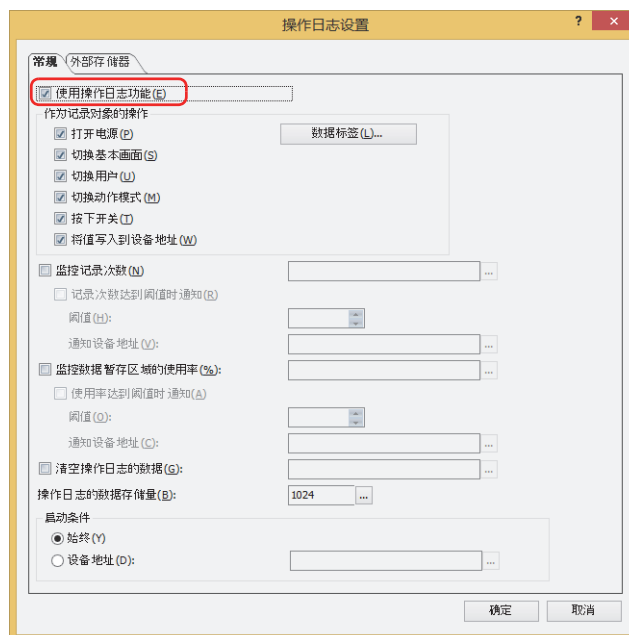 操作日志设置
? ×
常规 外部存储器
使用操作日志功能(E)
作为记录对象的操作
打开电源(P) 数据标签(L)...
切换基本画面(S)
切换用户(U)
切换动作模式(M)
按下开关(T)
将值写入到设备地址(W)
监控记录次数(N) ...
记录次数达到阈值时通知(R)
阈值(H):
通知设备地址(V): ...
监控数据暂存区域的使用率(%): ...
使用率达到阈值时通知(A)
阈值(O):
通知设备地址(C): ...
清空操作日志的数据(G): ...
操作日志的数据存储量(B): 1024 ...
启动条件
始终(Y)
设备地址(D): ...
确定 取消